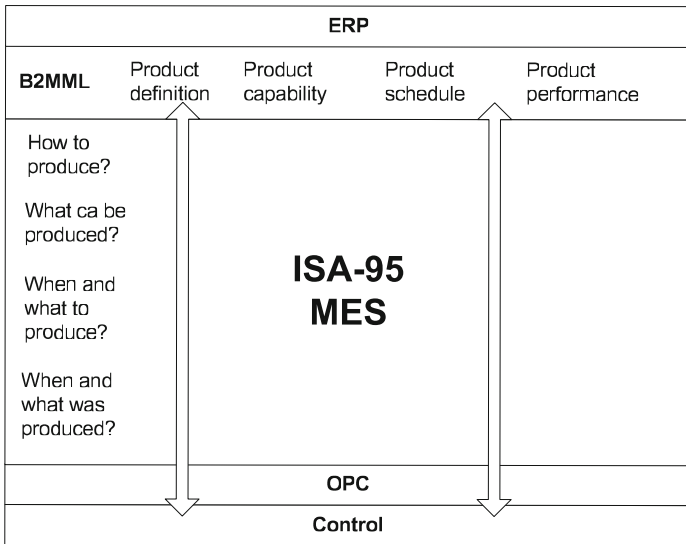 ERP
B2MML
Product
definition
Product
capability
Product
schedule
Product
performance
How to
produce?
What ca be
produced?
When and
what to
produce?
When and
what was
produced?
ISA-95
MES
OPC
Control